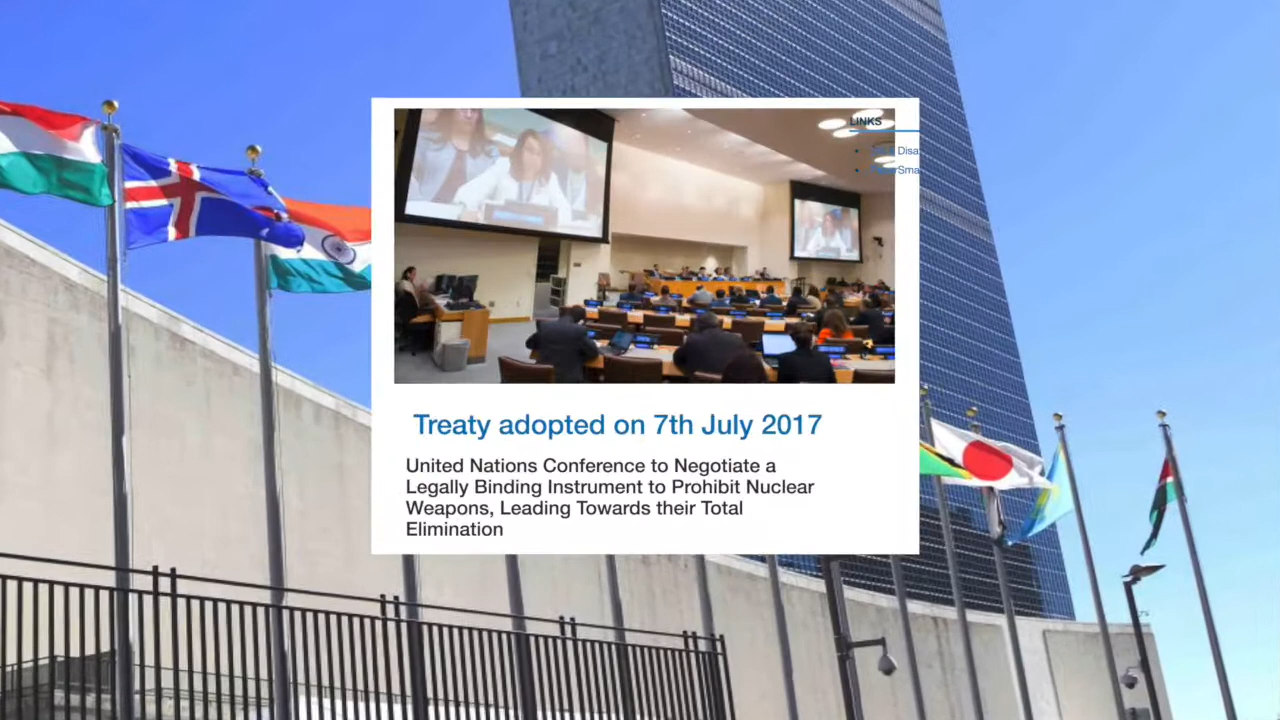 LINKS
Disa
Treaty adopted on 7th July 2017
United Nations Conference to Negotiate a
Legally Binding Instrument to Prohibit Nuclear
Weapons, Leading Towards their Total
Elimination